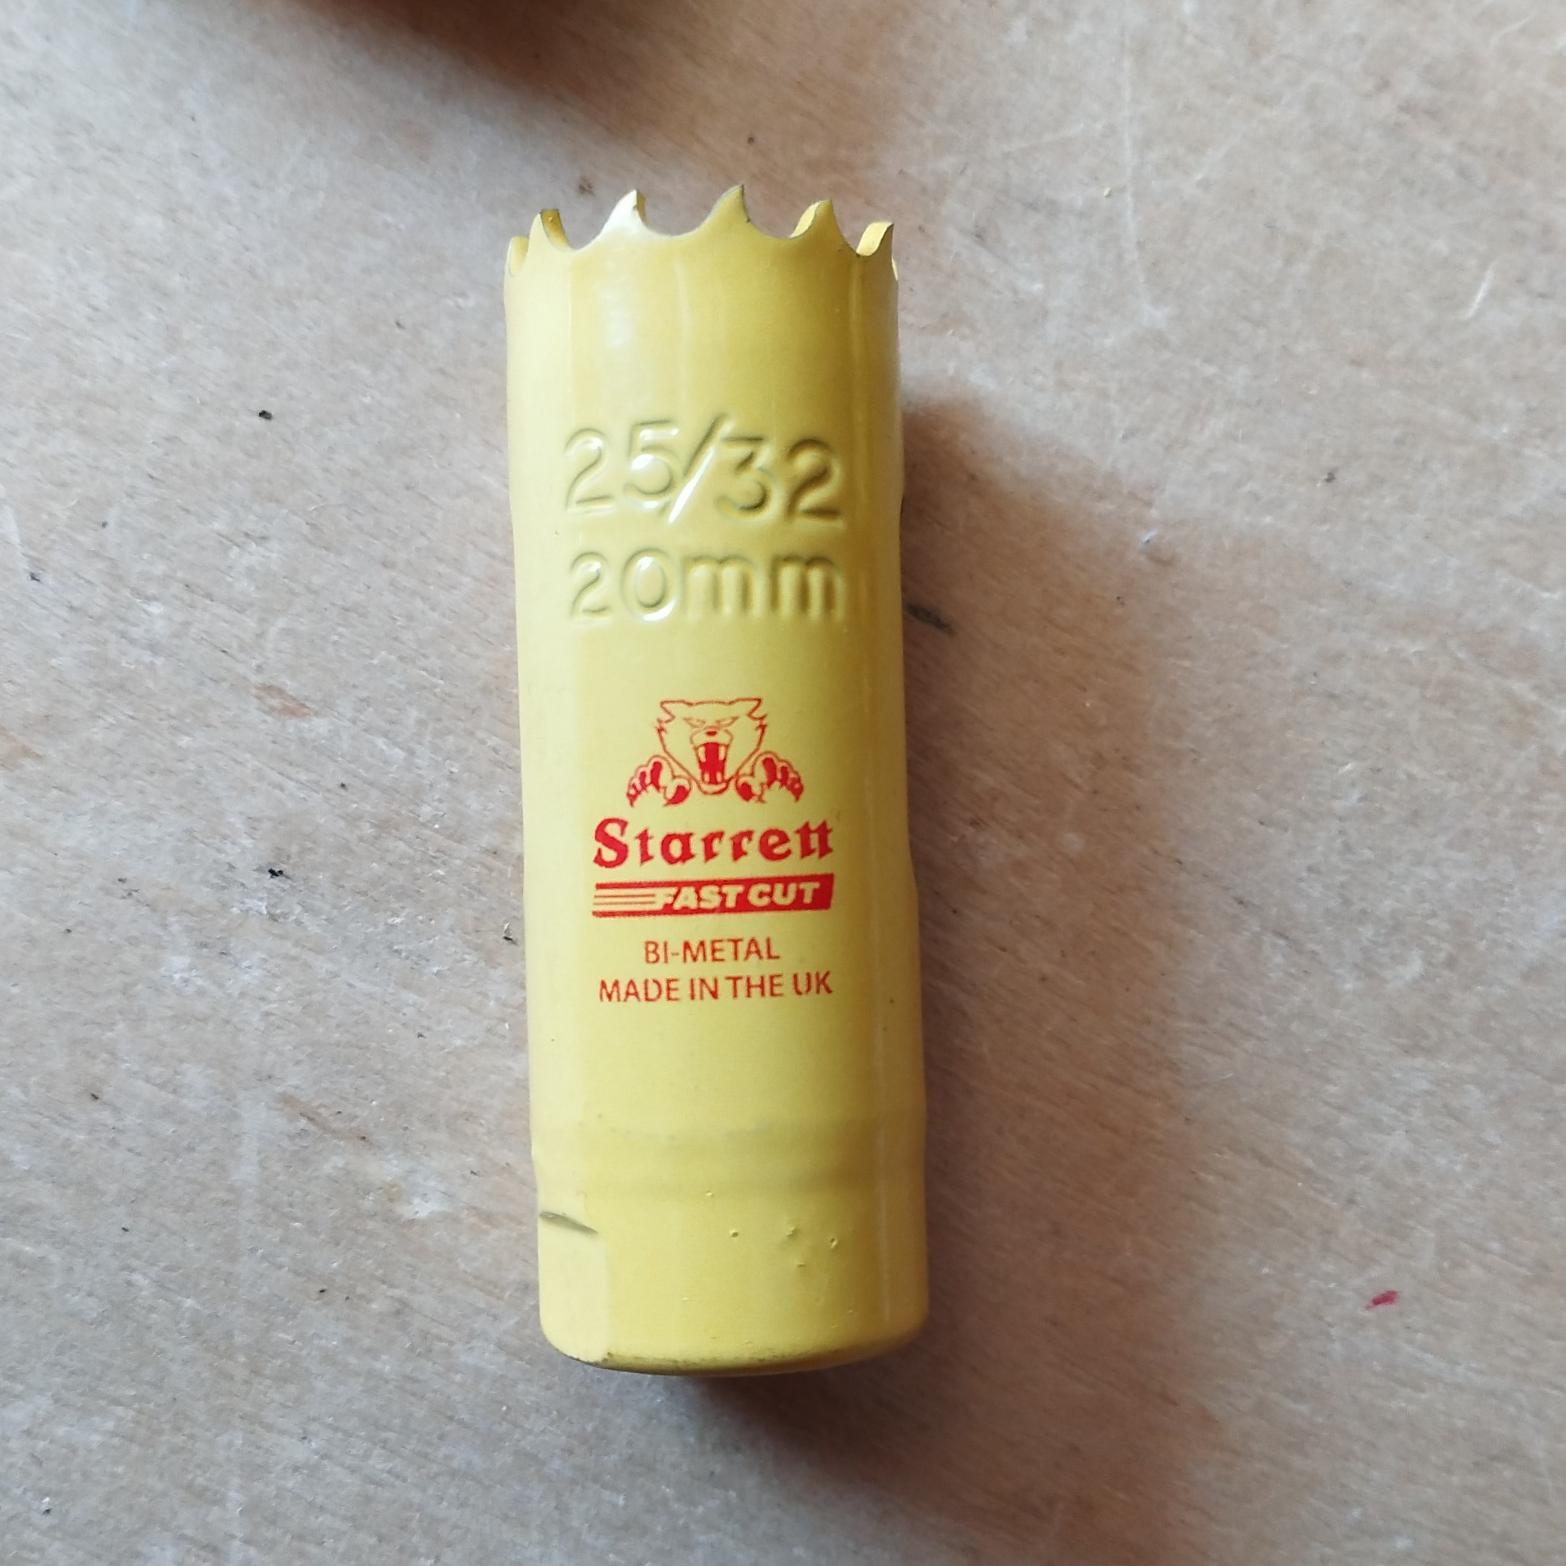 25/32
20mm
Starrett
FAST CUT
BI-METAL
MADE IN THE UK